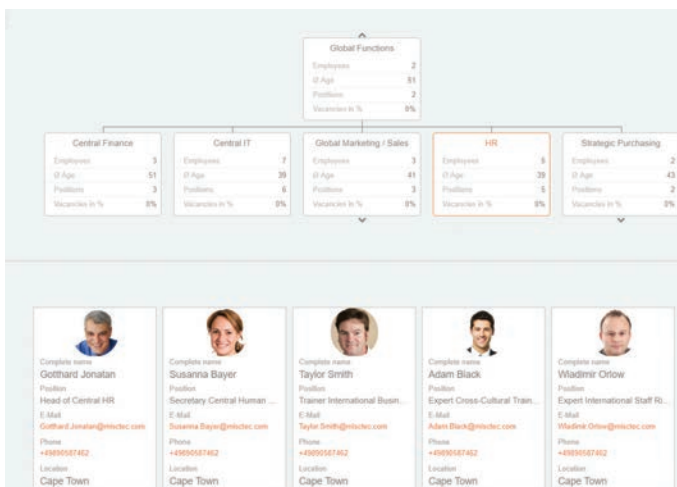 Global Functions
Employees 2
Ø Age 51
Positions 2
Vacancies in % 0%
Central Finance
Employees 3
Ø Age 51
Positions 3
Vacancies in % 0%
Central IT
Employees 7
Ø Age 39
Positions 6
Vacancies in % 0%
Global Marketing / Sales
Employees 3
Ø Age 41
Positions 3
Vacancies in % 0%
HR
Employees 5
Ø Age 39
Positions 5
Vacancies in % 0%
Strategic Purchasing
Employees 2
Ø Age 43
Positions 2
Vacancies in % 0%
Complete name
Gotthard Jonatan
Position
Head of Central HR
E-Mail
Gotthard.Jonatan@misctec.com
Phone
+49890587462
Location
Cape Town
Complete name
Susanna Bayer
Position
Secretary Central Human ...
E-Mail
Susanna.Bayer@misctec.com
Phone
+49890587462
Location
Cape Town
Complete name
Taylor Smith
Position
Trainer International Busin...
E-Mail
Taylor.Smith@misctec.com
Phone
+49890587462
Location
Cape Town
Complete name
Adam Black
Position
Expert Cross-Cultural Train...
E-Mail
Adam.Black@misctec.com
Phone
+49890587462
Location
Cape Town
Complete name
Wladimir Orlow
Position
Expert International Staff Ri...
E-Mail
Wladimir.Orlow@misctec.com
Phone
+49890587462
Location
Cape Town